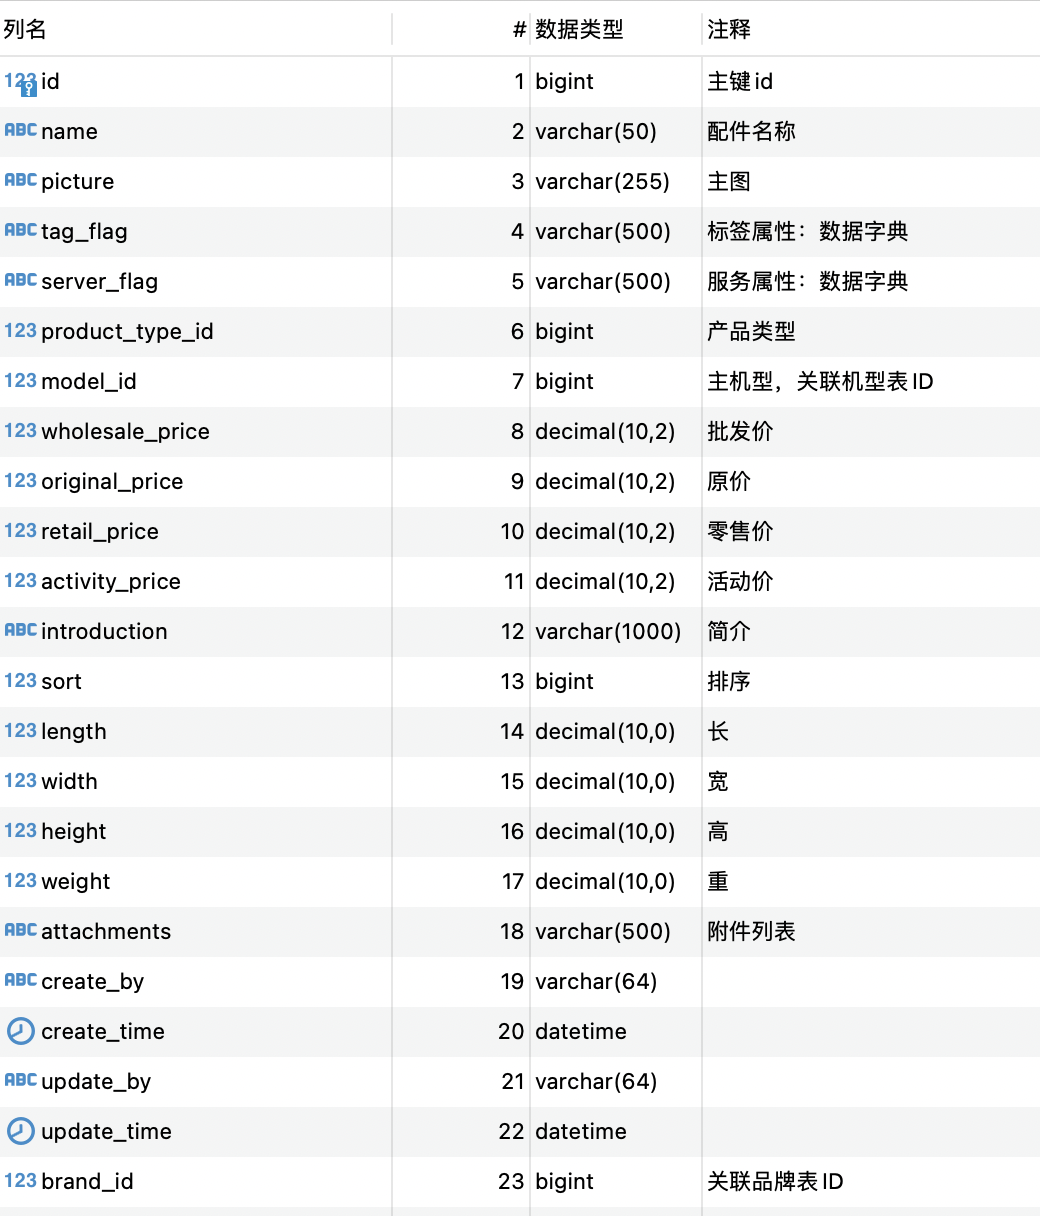 列名 # 数据类型 注释
123 id 1 bigint 主键id
ABC name 2 varchar(50) 配件名称
ABC picture 3 varchar(255) 主图
ABC tag_flag 4 varchar(500) 标签属性：数据字典
ABC server_flag 5 varchar(500) 服务属性：数据字典
123 product_type_id 6 bigint 产品类型
123 model_id 7 bigint 主机型，关联机型表ID
123 wholesale_price 8 decimal(10,2) 批发价
123 original_price 9 decimal(10,2) 原价
123 retail_price 10 decimal(10,2) 零售价
123 activity_price 11 decimal(10,2) 活动价
ABC introduction 12 varchar(1000) 简介
123 sort 13 bigint 排序
123 length 14 decimal(10,0) 长
123 width 15 decimal(10,0) 宽
123 height 16 decimal(10,0) 高
123 weight 17 decimal(10,0) 重
ABC attachments 18 varchar(500) 附件列表
ABC create_by 19 varchar(64)
create_time 20 datetime
ABC update_by 21 varchar(64)
update_time 22 datetime
123 brand_id 23 bigint 关联品牌表ID